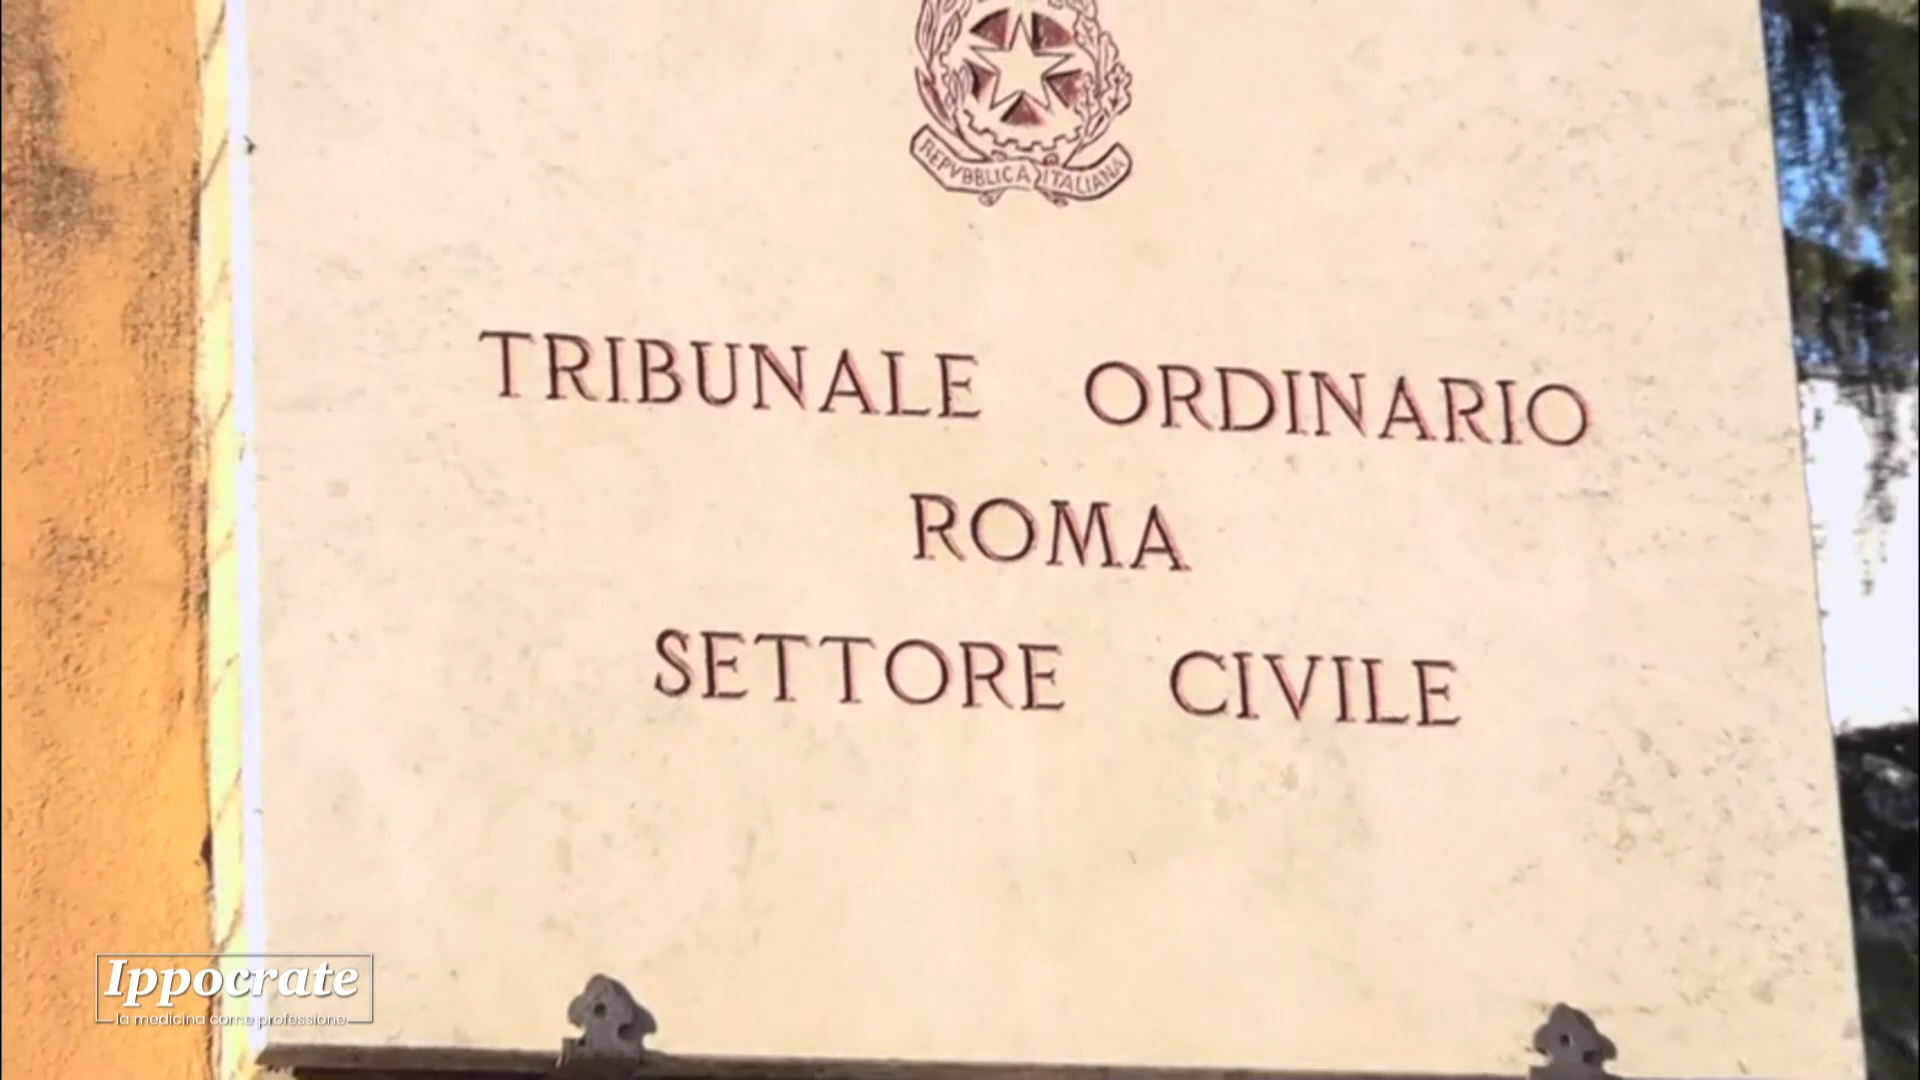 REPVBBLICA ITALIANA
TRIBUNALE ORDINARIO
ROMA
SETTORE CIVILE
Ippocrate
la medicina come professione